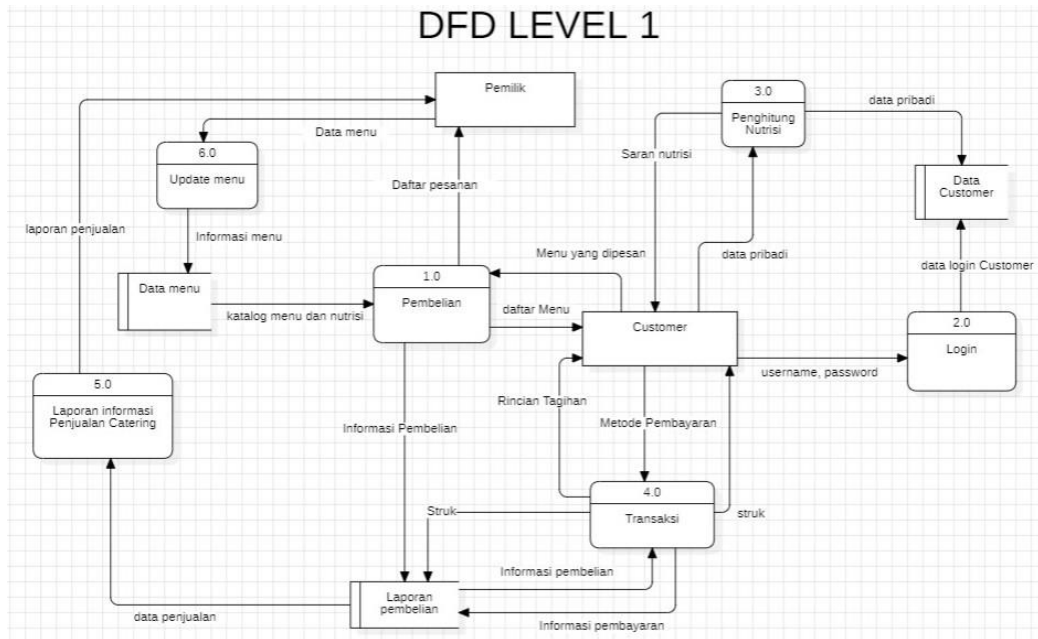 DFD LEVEL 1
Pemilik
3.0
Penghitung
Nutrisi
data pribadi
Data menu
6.0
Update menu
Saran nutrisi
Daftar pesanan
Data
Customer
laporan penjualan
Informasi menu
Menu yang dipesan
data pribadi
data login Customer
1.0
Pembelian
Data menu
katalog menu dan nutrisi
daftar Menu
Customer
2.0
Login
username, password
5.0
Laporan informasi
Penjualan Catering
Rincian Tagihan
Metode Pembayaran
Informasi Pembelian
4.0
Transaksi
Struk
struk
Informasi pembelian
Laporan
pembelian
data penjualan
Informasi pembayaran